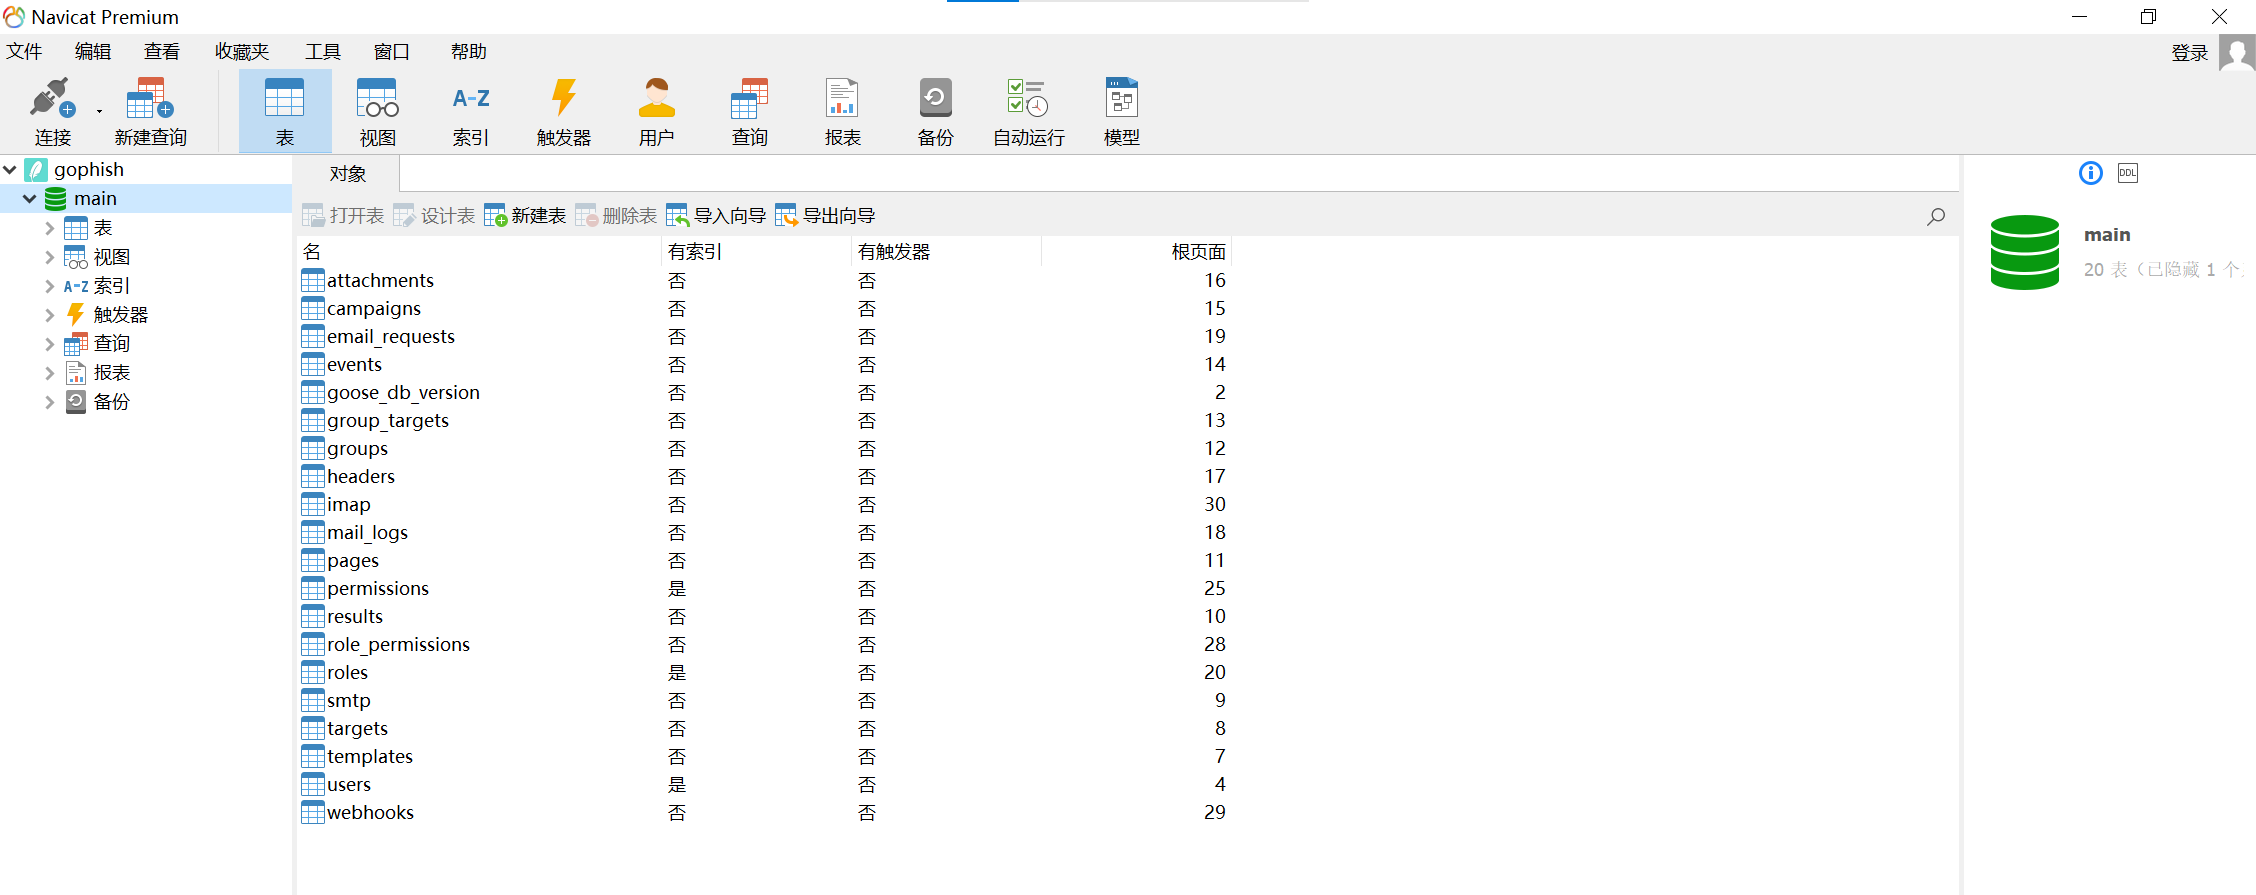 Navicat Premium
文件 编辑 查看 收藏夹 工具 窗口 帮助 登录
连接 新建查询 表 视图 A-Z 索引 触发器 用户 查询 报表 备份 自动运行 模型
gophish
main
表
视图
A-Z 索引
触发器
查询
报表
备份
对象
打开表 设计表 新建表 删除表 导入向导 导出向导
名 有索引 有触发器 根页面
attachments 否 否 16
campaigns 否 否 15
email_requests 否 否 19
events 否 否 14
goose_db_version 否 否 2
group_targets 否 否 13
groups 否 否 12
headers 否 否 17
imap 否 否 30
mail_logs 否 否 18
pages 否 否 11
permissions 是 否 25
results 否 否 10
role_permissions 否 否 28
roles 是 否 20
smtp 否 否 9
targets 否 否 8
templates 否 否 7
users 是 否 4
webhooks 否 否 29
DDL
main
20 表（已隐藏 1 个